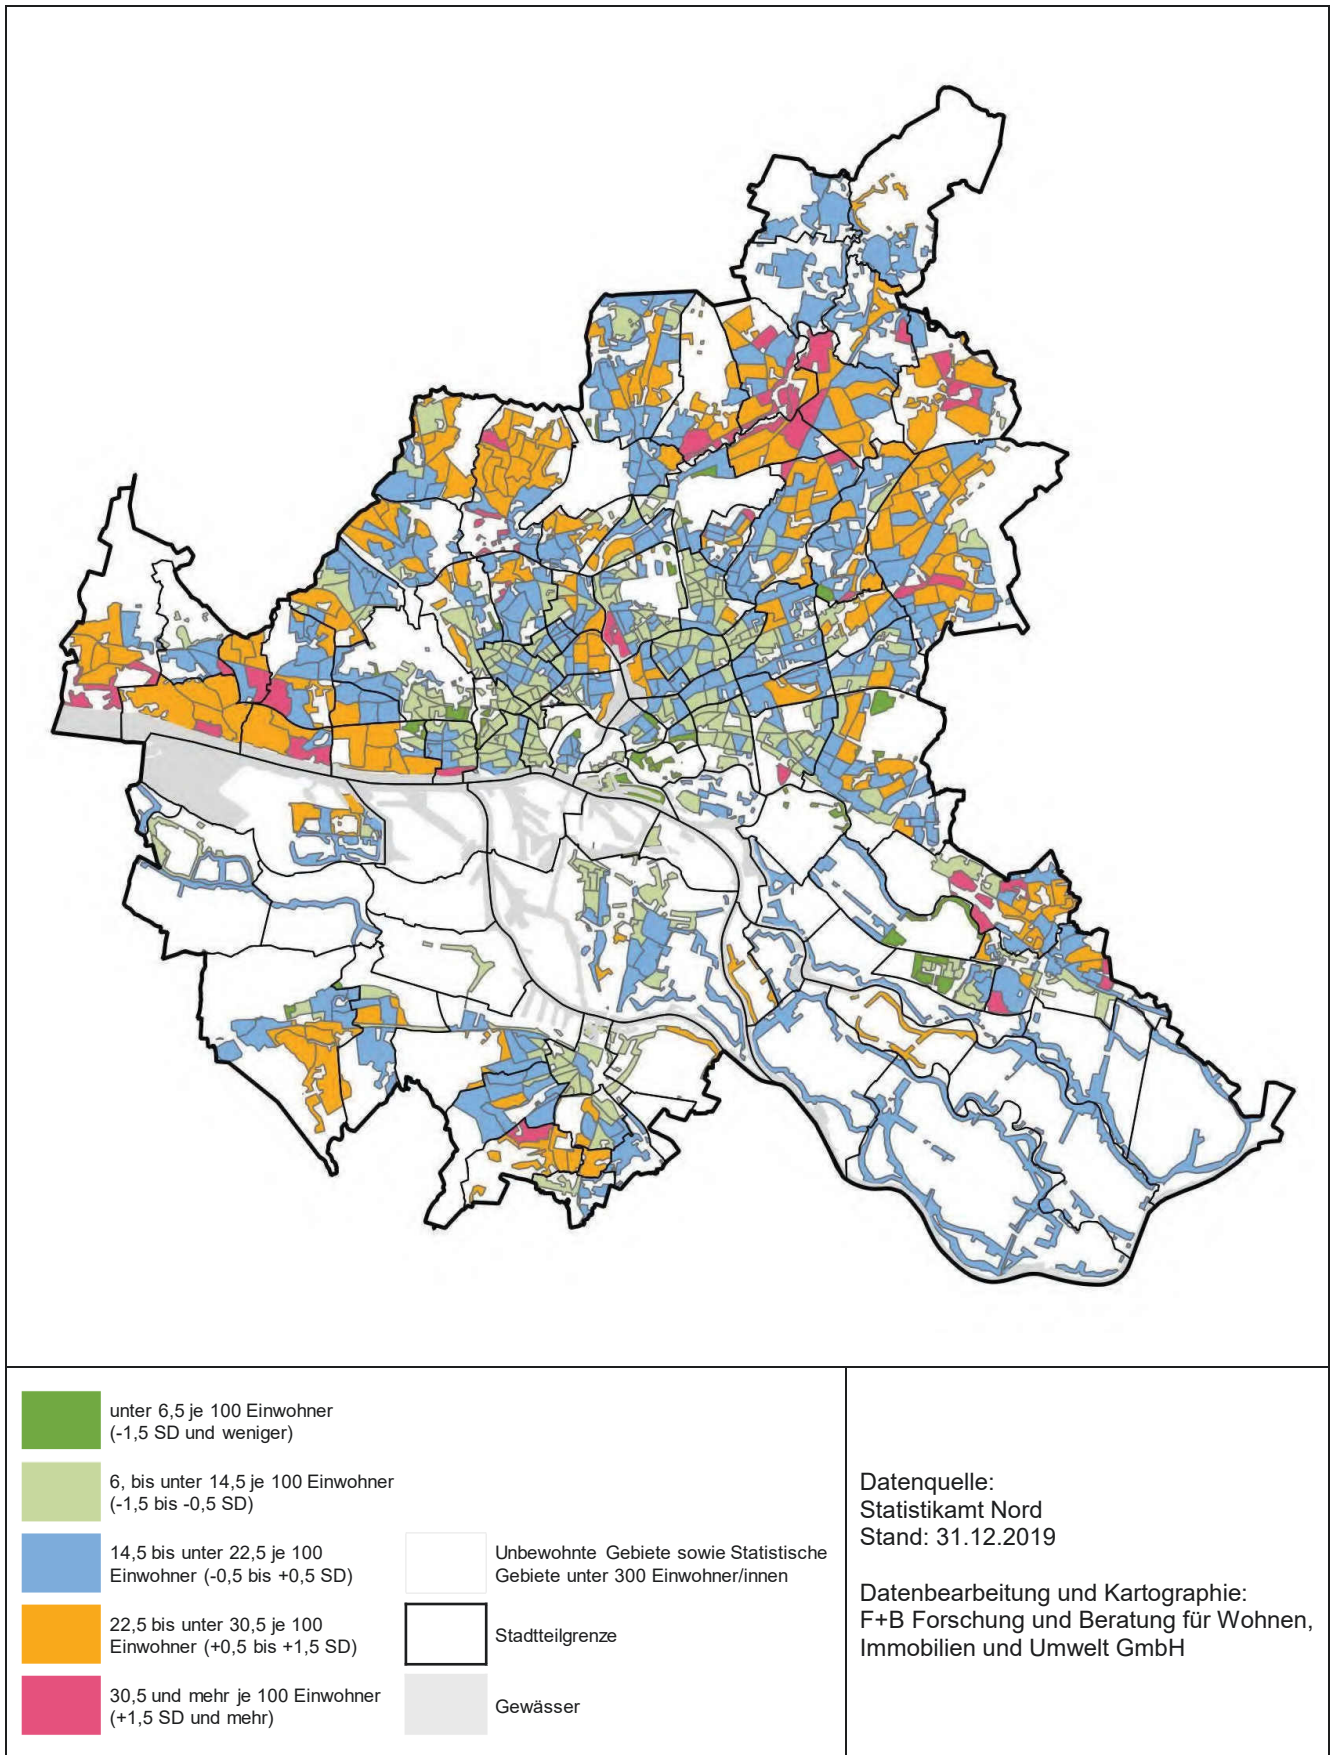 unter 6,5 je 100 Einwohner
(-1,5 SD und weniger)
6, bis unter 14,5 je 100 Einwohner
(-1,5 bis -0,5 SD)
14,5 bis unter 22,5 je 100
Einwohner (-0,5 bis +0,5 SD)
22,5 bis unter 30,5 je 100
Einwohner (+0,5 bis +1,5 SD)
30,5 und mehr je 100 Einwohner
(+1,5 SD und mehr)
Unbewohnte Gebiete sowie Statistische
Gebiete unter 300 Einwohner/innen
Stadtteilgrenze
Gewässer
Datenquelle:
Statistikamt Nord
Stand: 31.12.2019
Datenbearbeitung und Kartographie:
F+B Forschung und Beratung für Wohnen,
Immobilien und Umwelt GmbH